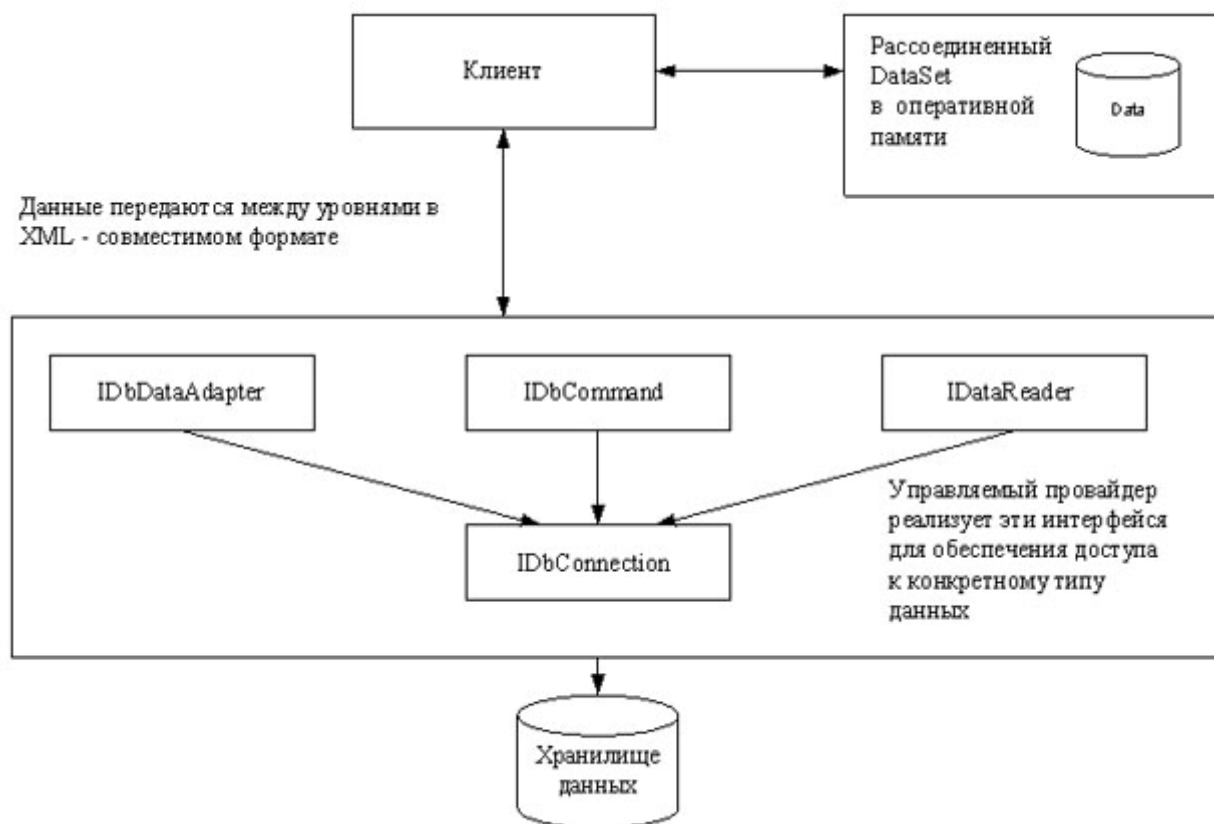 Клиент
Рассоединенный
DataSet
в оперативной
памяти
Data
Данные передаются между уровнями в
XML - совместимом формате
IDbDataAdapter
IDbCommand
IDataReader
Управляемый провайдер
реализует эти интерфейся
для обеспечения доступа
к конкретному типу
данных
IDbConnection
Хранилище
данных